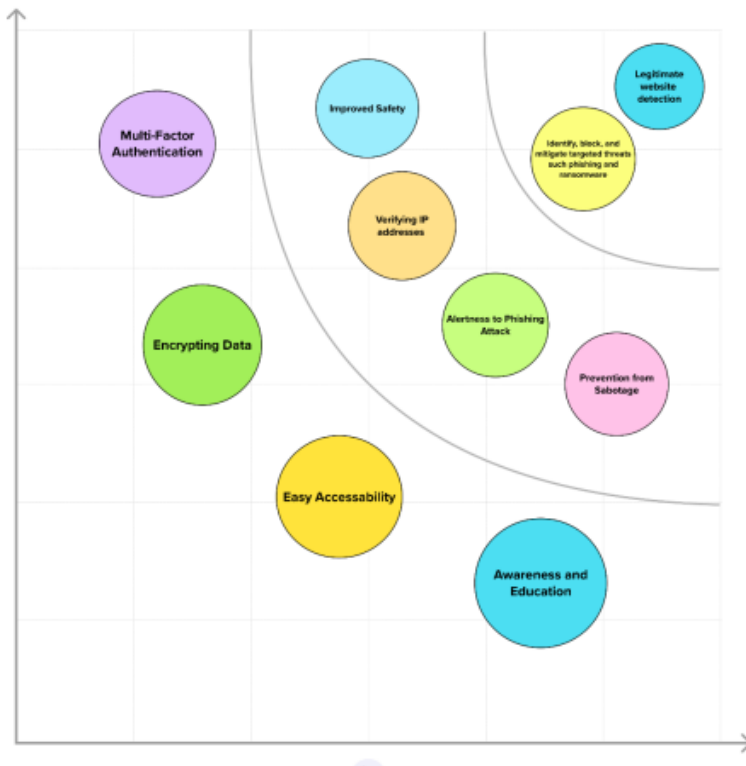 Legitimate
website
detection
Improved Safety
Multi-Factor
Authentication
Identify, block, and
mitigate targeted threats
such phishing and
ransomware
Verifying IP
addresses
Alertness to Phishing
Attack
Encrypting Data
Prevention from
Sabotage
Easy Accessability
Awareness and
Education